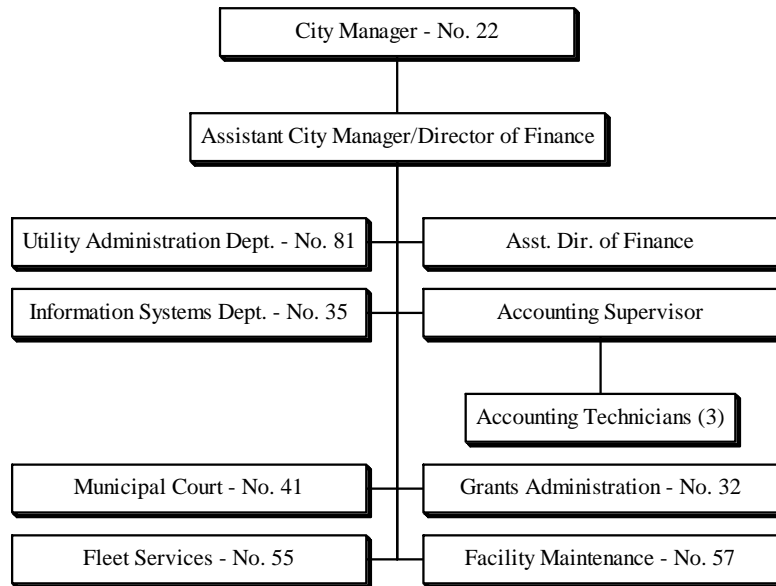 City Manager - No. 22
Assistant City Manager/Director of Finance
Utility Administration Dept. - No. 81
Asst. Dir. of Finance
Information Systems Dept. - No. 35
Accounting Supervisor
Accounting Technicians (3)
Municipal Court - No. 41
Grants Administration - No. 32
Fleet Services - No. 55
Facility Maintenance - No. 57